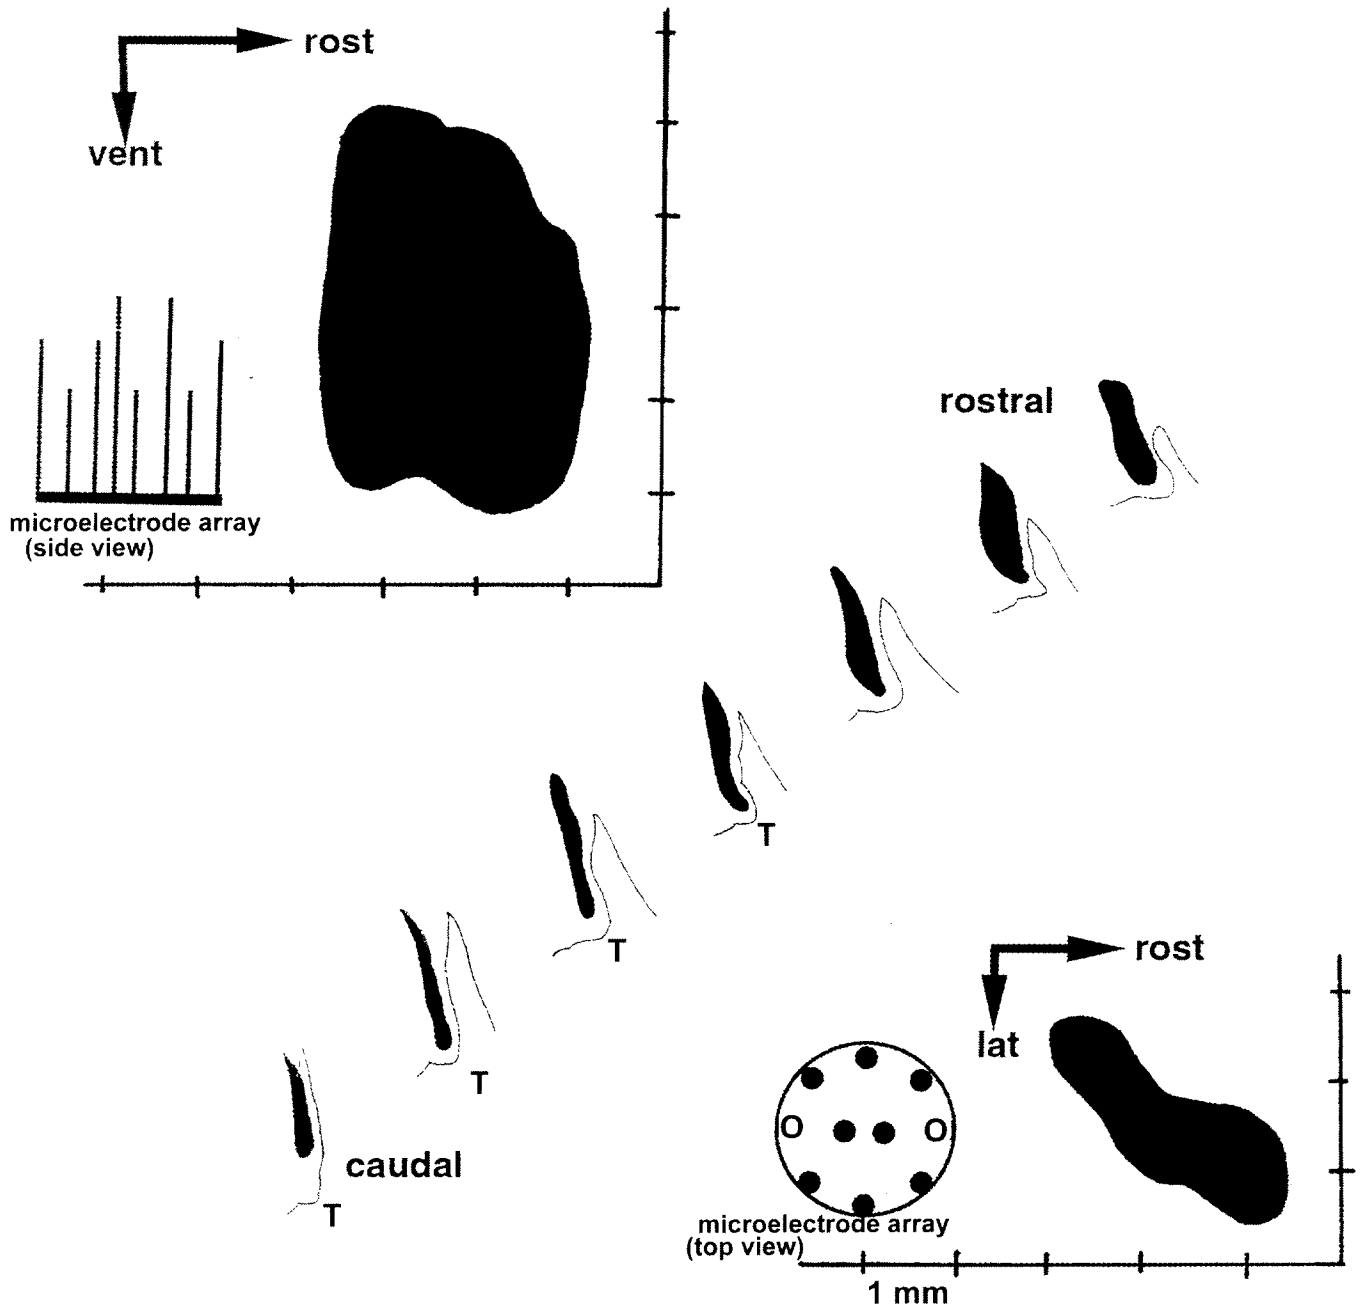 rost
vent
microelectrode array
(side view)
rostral
T
T
T
caudal
T
rost
lat
O O
microelectrode array
(top view)
1 mm